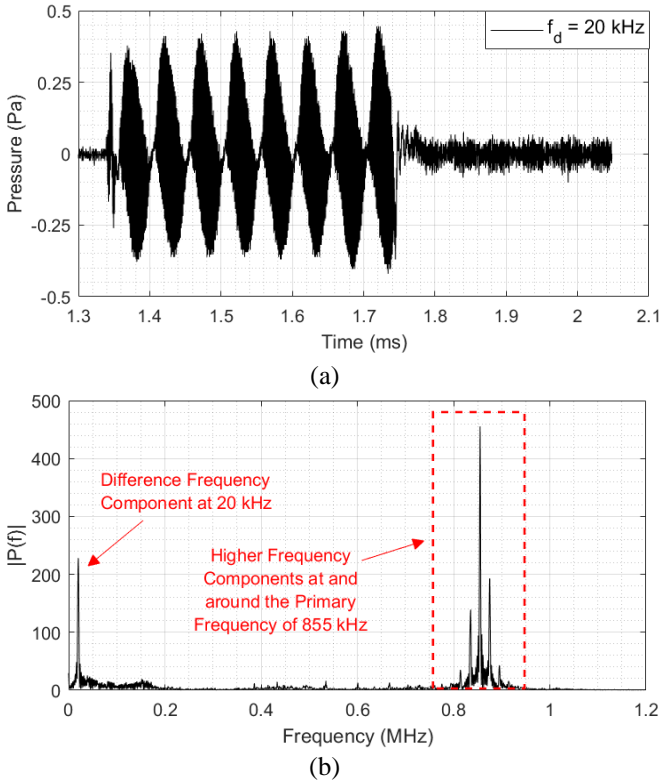 0.5
f_d = 20 kHz
0.25
Pressure (Pa)
0
-0.25
-0.5
1.3 1.4 1.5 1.6 1.7 1.8 1.9 2 2.1
Time (ms)
(a)
500
400
300
|P(f)|
200
100
0
Difference Frequency
Component at 20 kHz
Higher Frequency
Components at and
around the Primary
Frequency of 855 kHz
0 0.2 0.4 0.6 0.8 1 1.2
Frequency (MHz)
(b)